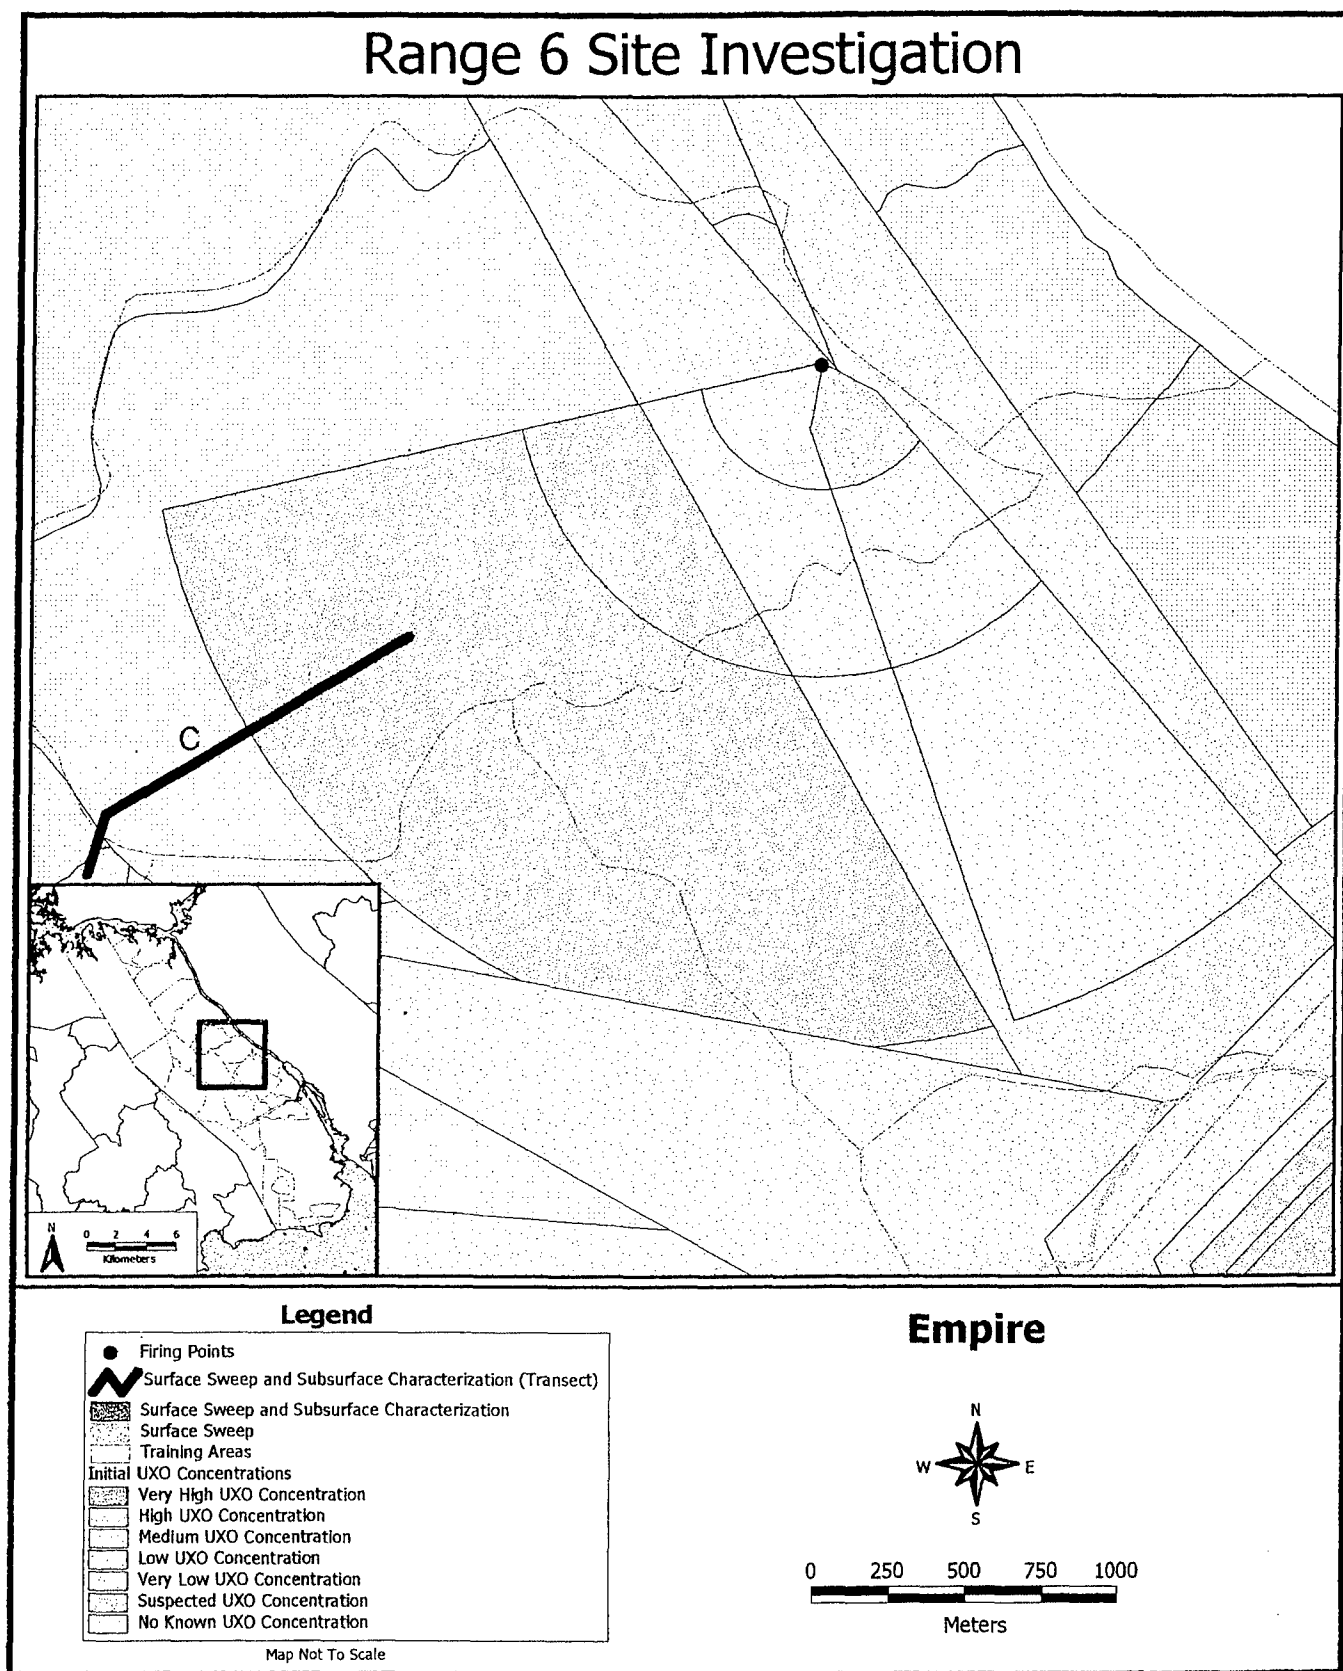 Range 6 Site Investigation
C
N
0 2 4 6
Kilometers
Legend
Firing Points
Surface Sweep and Subsurface Characterization (Transect)
Surface Sweep and Subsurface Characterization
Surface Sweep
Training Areas
Initial UXO Concentrations
Very High UXO Concentration
High UXO Concentration
Medium UXO Concentration
Low UXO Concentration
Very Low UXO Concentration
Suspected UXO Concentration
No Known UXO Concentration
Map Not To Scale
Empire
N
W E
S
0 250 500 750 1000
Meters